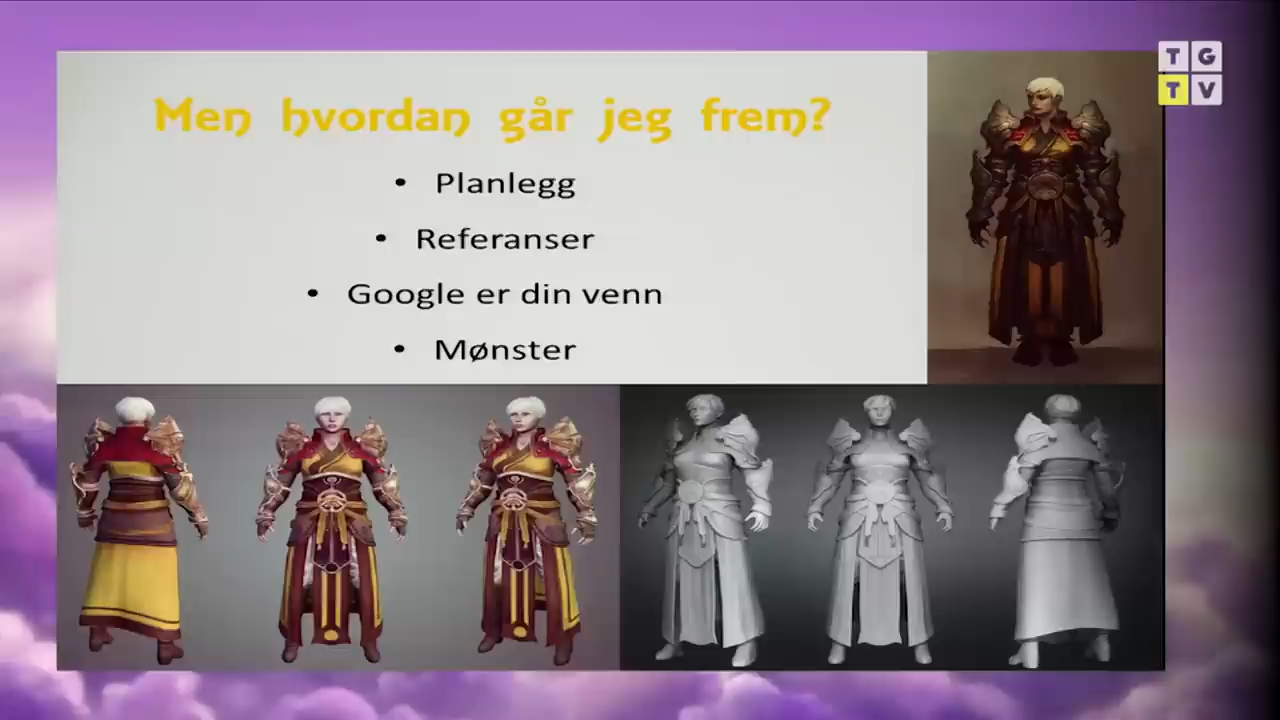 Men hvordan går jeg frem?
• Planlegg
• Referanser
• Google er din venn
• Mønster
T G
T V